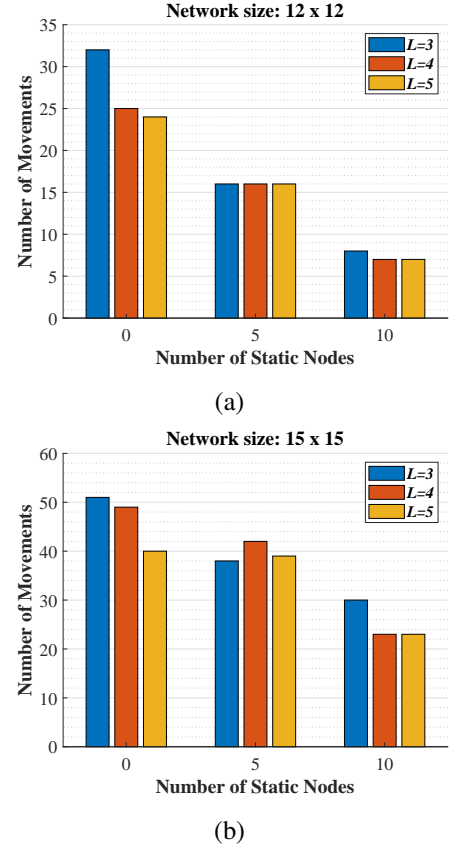 Network size: 12 x 12
35
30
25
20
15
10
5
0
Number of Movements
L=3
L=4
L=5
0 5 10
Number of Static Nodes
(a)
Network size: 15 x 15
60
50
40
30
20
10
0
Number of Movements
L=3
L=4
L=5
0 5 10
Number of Static Nodes
(b)